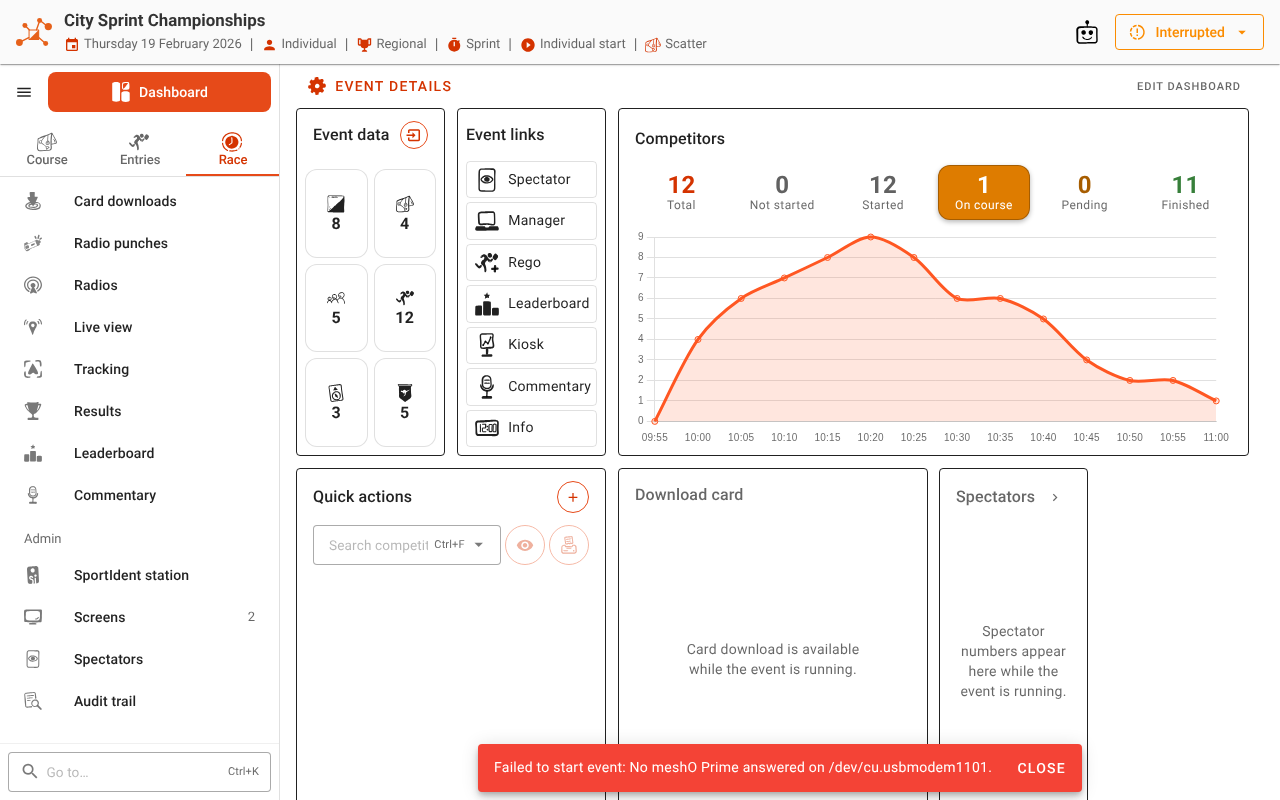 City Sprint Championships
Thursday 19 February 2026 | Individual | Regional | Sprint | Individual start | Scatter
Interrupted
Dashboard
Course
Entries
Race
Card downloads
Radio punches
Radios
Live view
Tracking
Results
Leaderboard
Commentary
Admin
SportIdent station
Screens 2
Spectators
Audit trail
Go to... Ctrl+K
EVENT DETAILS
EDIT DASHBOARD
Event data
8
4
5
12
3
5
Event links
Spectator
Manager
Rego
Leaderboard
Kiosk
Commentary
12:00 Info
Competitors
12 0 12 1 0 11
Total Not started Started On course Pending Finished
9
8
7
6
5
4
3
2
1
0
09:55 10:00 10:05 10:10 10:15 10:20 10:25 10:30 10:35 10:40 10:45 10:50 10:55 11:00
Quick actions
Search competit Ctrl+F
Download card
Card download is available
while the event is running.
Spectators
Spectator
numbers appear
here while the
event is running.
Failed to start event: No meshO Prime answered on /dev/cu.usbmodem1101. CLOSE